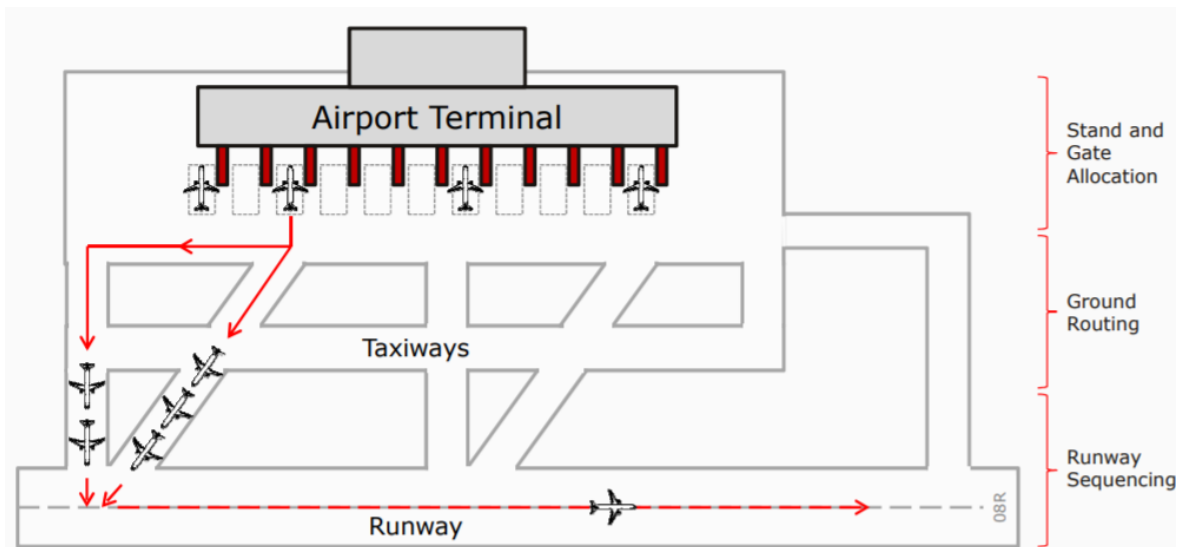 Airport Terminal
Stand and
Gate
Allocation
Ground
Routing
Taxiways
Runway
Sequencing
Runway
08R